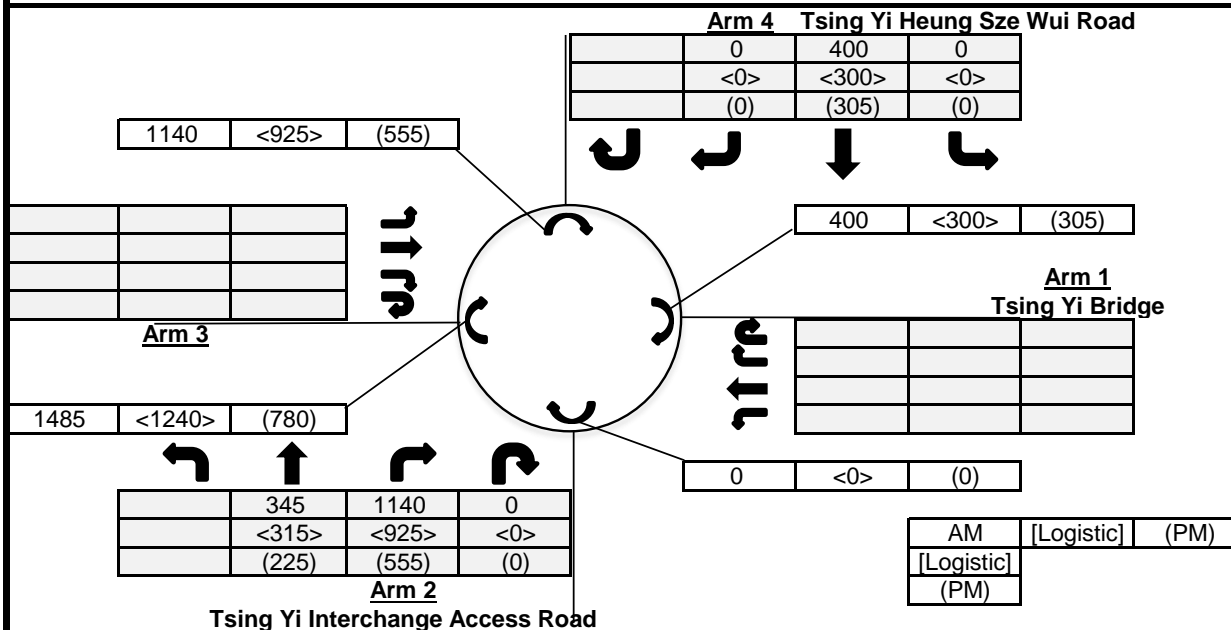 Arm 4 Tsing Yi Heung Sze Wui Road
0 400 0
<0> <300> <0>
(0) (305) (0)
1140 <925> (555)
400 <300> (305)
Arm 1
Tsing Yi Bridge
Arm 3
1485 <1240> (780)
0 <0> (0)
345 1140 0
<315> <925> <0>
(225) (555) (0)
AM [Logistic] (PM)
[Logistic]
(PM)
Arm 2
Tsing Yi Interchange Access Road